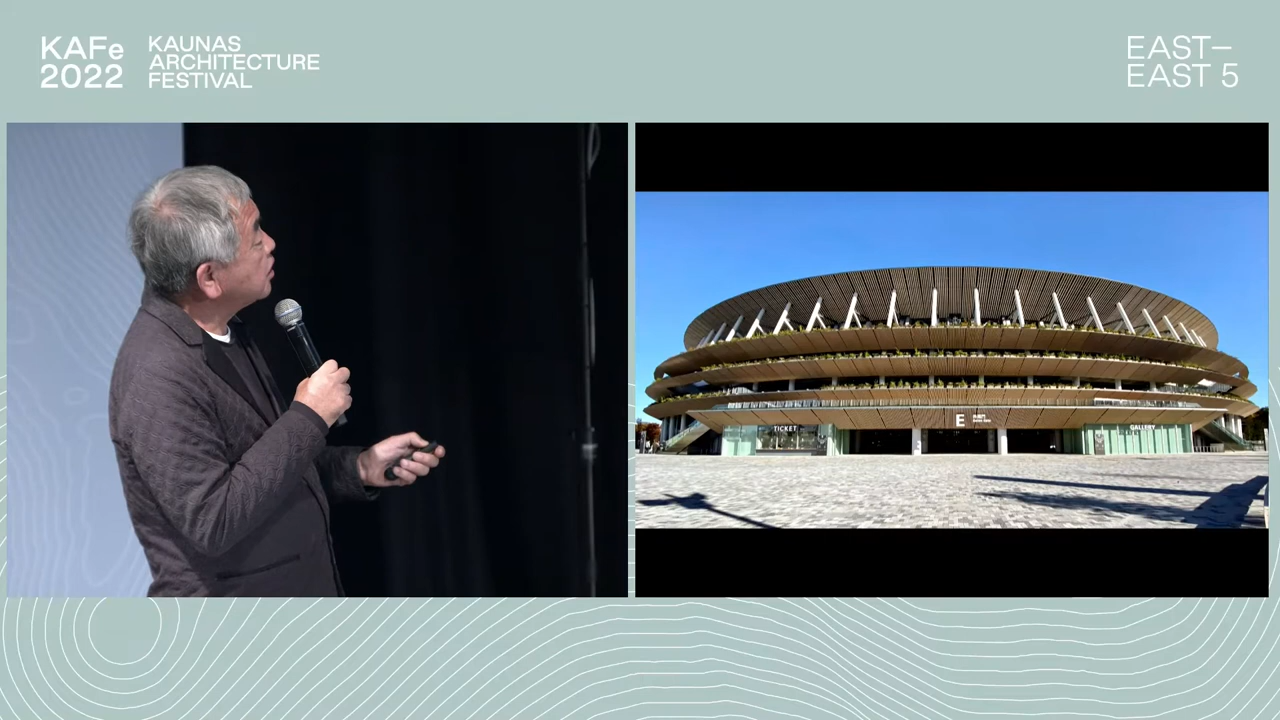 KAFe
2022
KAUNAS
ARCHITECTURE
FESTIVAL
EAST–
EAST 5
E
TICKET
GALLERY